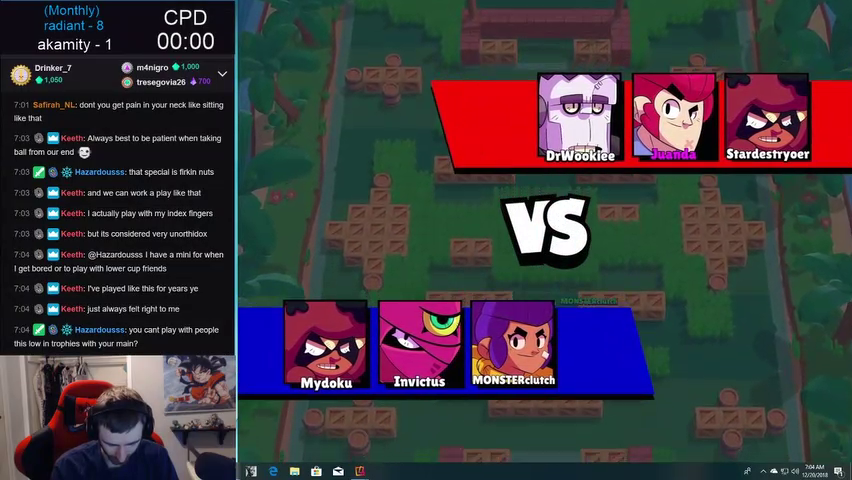 (Monthly)
radiant - 8
akamity - 1
CPD
00:00
Drlnker_7
1,050
m4nigro 1,000
tresegovia26 700
7:01 Safirah_NL: dont you get pain in your neck like sitting
like that
7:03 Keeth: Always best to be patient when taking
ball from our end
7:03 Hazardousss: that special is firkin nuts
7:03 Keeth: and we can work a play like that
7:03 Keeth: I actually play with my index fingers
7:03 Keeth: but its considered very unorthidox
7:04 Keeth: @Hazardousss I have a mini for when
I get bored or to play with lower cup friends
7:04 Keeth: I've played like this for years ye
7:04 Keeth: just always felt right to me
7:04 Hazardousss: you cant play with people
this low in trophies with your main?
DrWookiee
Juanda
Stardestryoer
VS
MONSTERclutch
Mydoku
Invictus
MONSTERclutch
7:04 AM
12/20/2018